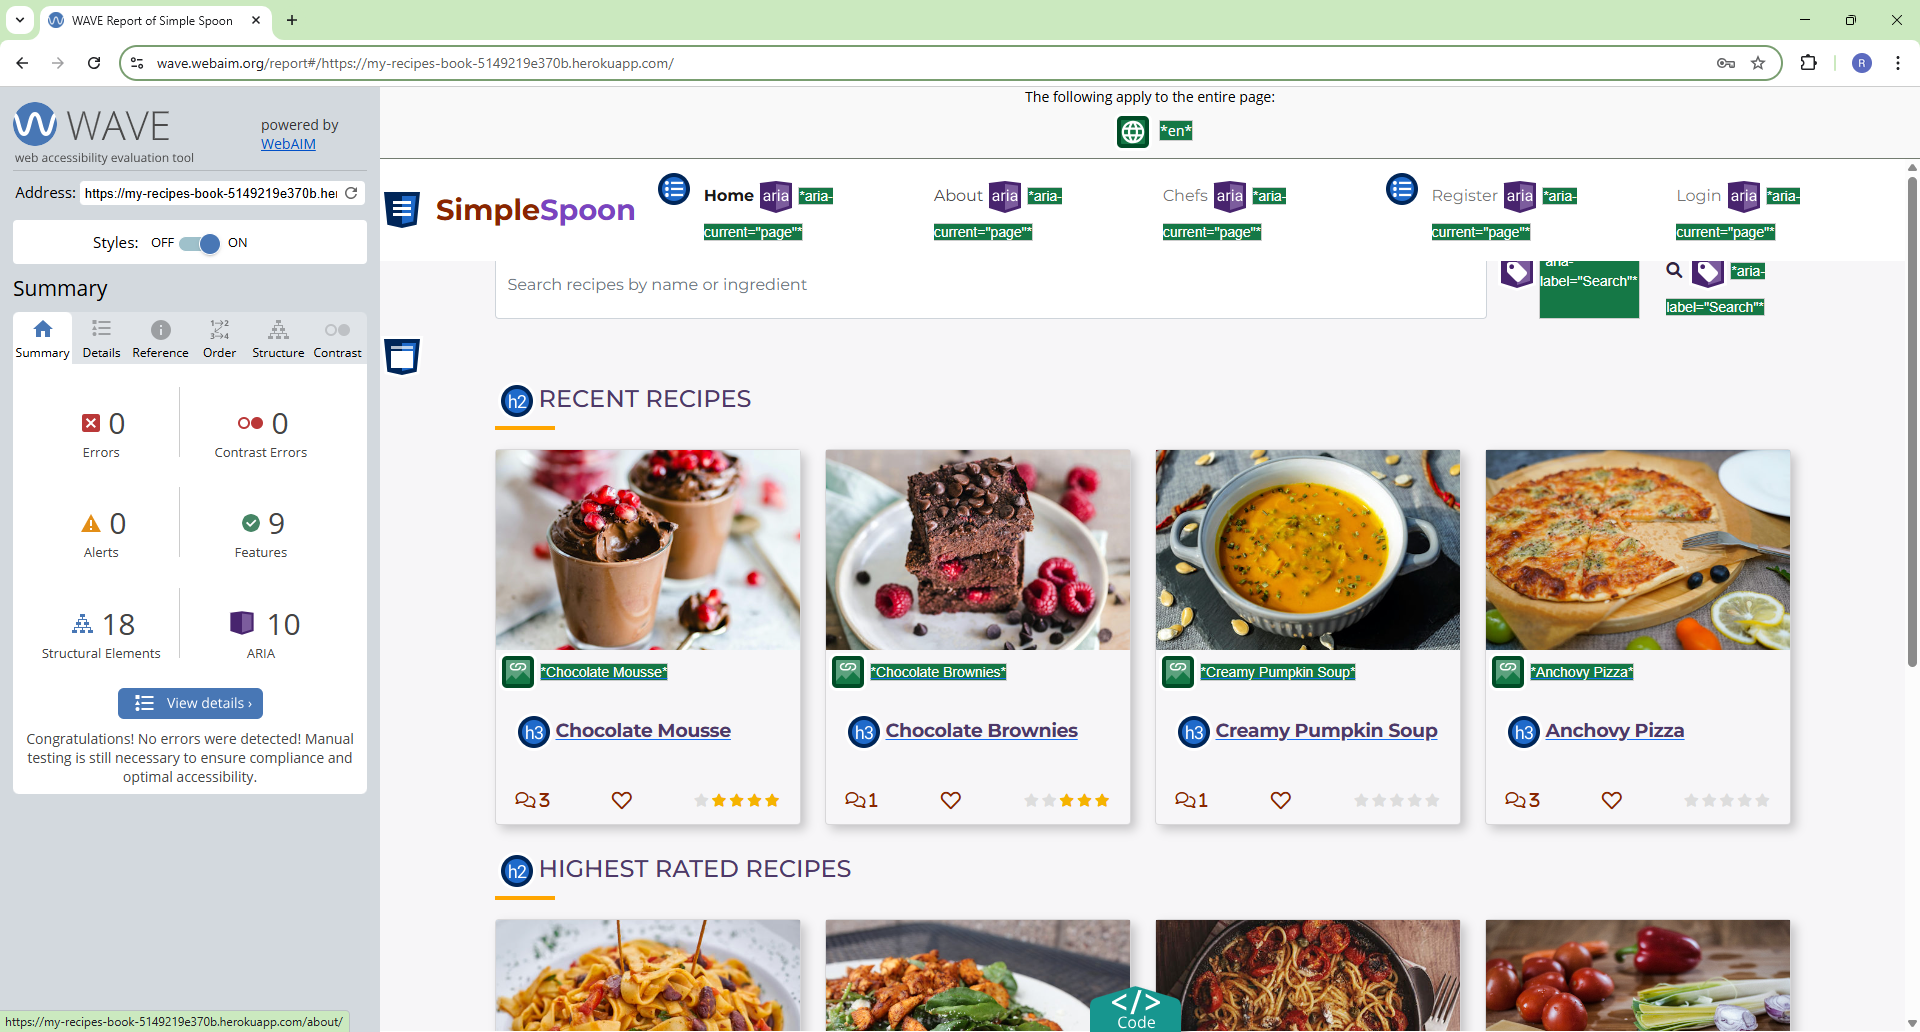 WAVE Report of Simple Spoon
wave.webaim.org/report#/https://my-recipes-book-5149219e370b.herokuapp.com/
R
WAVE
web accessibility evaluation tool
powered by
WebAIM
Address: https://my-recipes-book-5149219e370b.he
Styles: OFF ON
Summary
Summary Details Reference Order Structure Contrast
0 Errors
0 Contrast Errors
0 Alerts
9 Features
18 Structural Elements
10 ARIA
View details ›
Congratulations! No errors were detected! Manual
testing is still necessary to ensure compliance and
optimal accessibility.
https://my-recipes-book-5149219e370b.herokuapp.com/about/
The following apply to the entire page:
*en*
SimpleSpoon
Home aria *aria-
current="page"*
About aria *aria-
current="page"*
Chefs aria *aria-
current="page"*
Register aria *aria-
current="page"*
Login aria *aria-
current="page"*
Search recipes by name or ingredient
*aria-
label="Search"*
*aria-
label="Search"*
h2 RECENT RECIPES
*Chocolate Mousse*
*Chocolate Brownies*
*Creamy Pumpkin Soup*
*Anchovy Pizza*
h3 Chocolate Mousse
h3 Chocolate Brownies
h3 Creamy Pumpkin Soup
h3 Anchovy Pizza
3
1
1
3
h2 HIGHEST RATED RECIPES
</>
Code